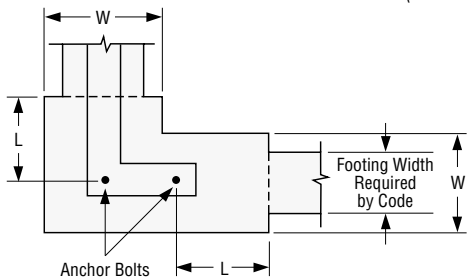 W
L
Footing Width
Required
by Code
W
Anchor Bolts
L